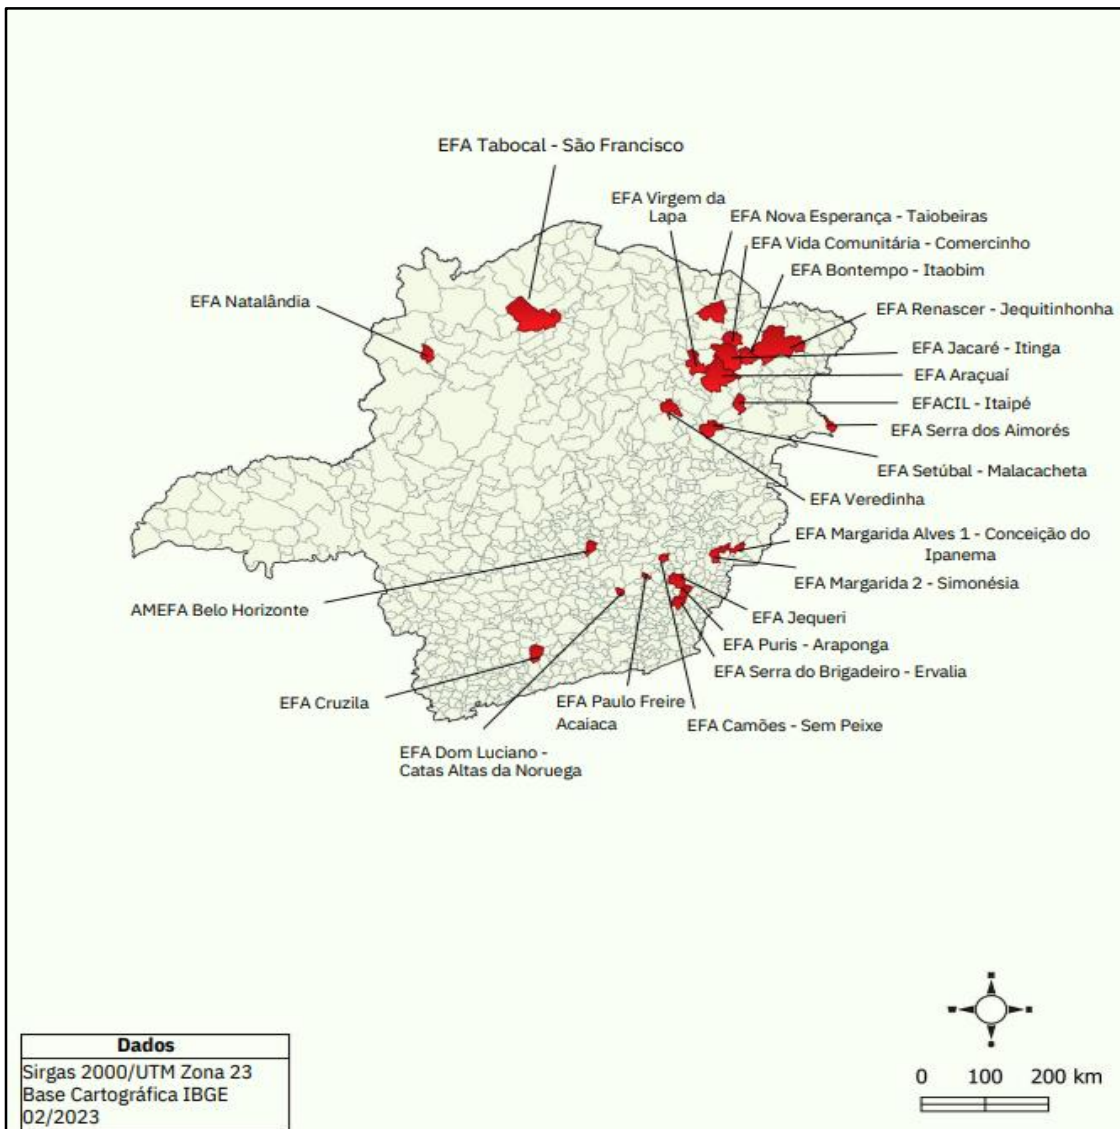 EFA Tabocal - São Francisco
EFA Virgem da
Lapa
EFA Nova Esperança - Taiobeiras
EFA Vida Comunitária - Comercinho
EFA Bontempo - Itaobim
EFA Natalândia
EFA Renascer - Jequitinhonha
EFA Jacaré - Itinga
EFA Araçuaí
EFACIL - Itaipé
EFA Serra dos Aimorés
EFA Setúbal - Malacacheta
EFA Veredinha
EFA Margarida Alves 1 - Conceição do
Ipanema
EFA Margarida 2 - Simonésia
AMEFA Belo Horizonte
EFA Jequeri
EFA Puris - Araponga
EFA Serra do Brigadeiro - Ervalia
EFA Cruzila
EFA Paulo Freire
Acaiaca
EFA Camões - Sem Peixe
EFA Dom Luciano -
Catas Altas da Noruega
Dados
Sirgas 2000/UTM Zona 23
Base Cartográfica IBGE
02/2023
0 100 200 km